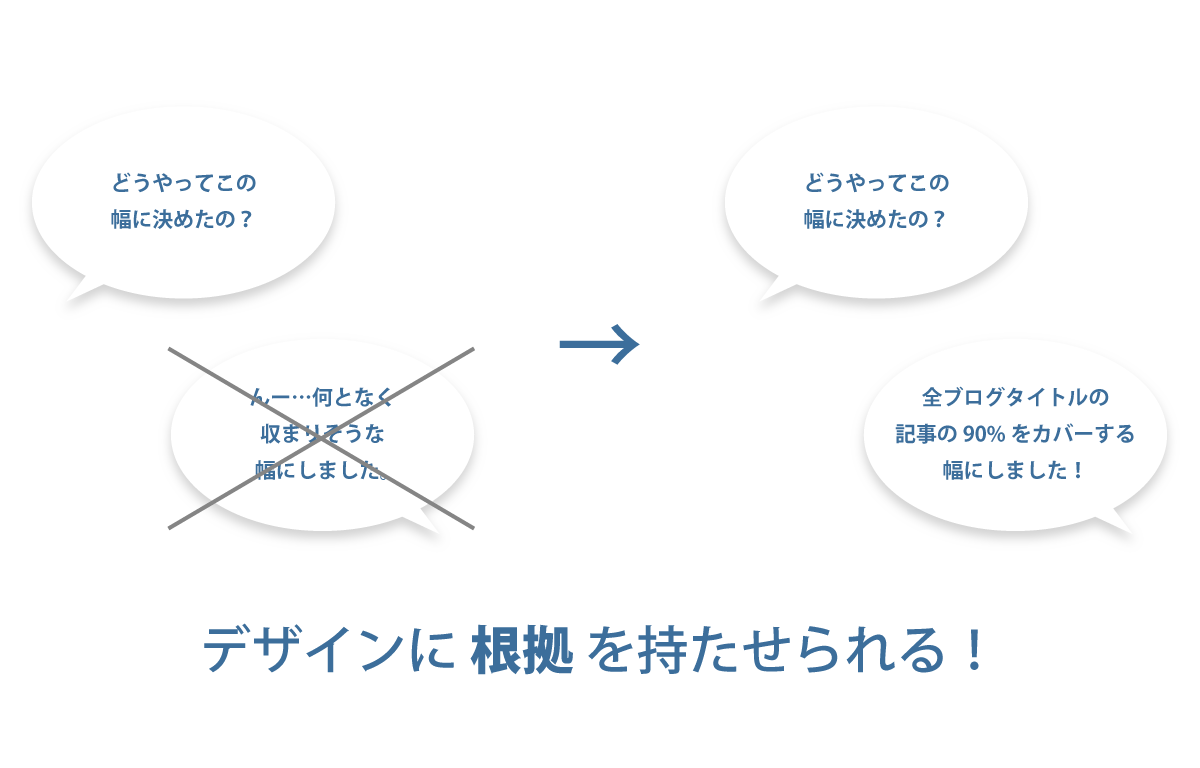 どうやってこの
幅に決めたの？
んー…何となく
収まりそうな
幅にしました。
→
どうやってこの
幅に決めたの？
全ブログタイトルの
記事の 90% をカバーする
幅にしました！
デザインに 根拠 を持たせられる！